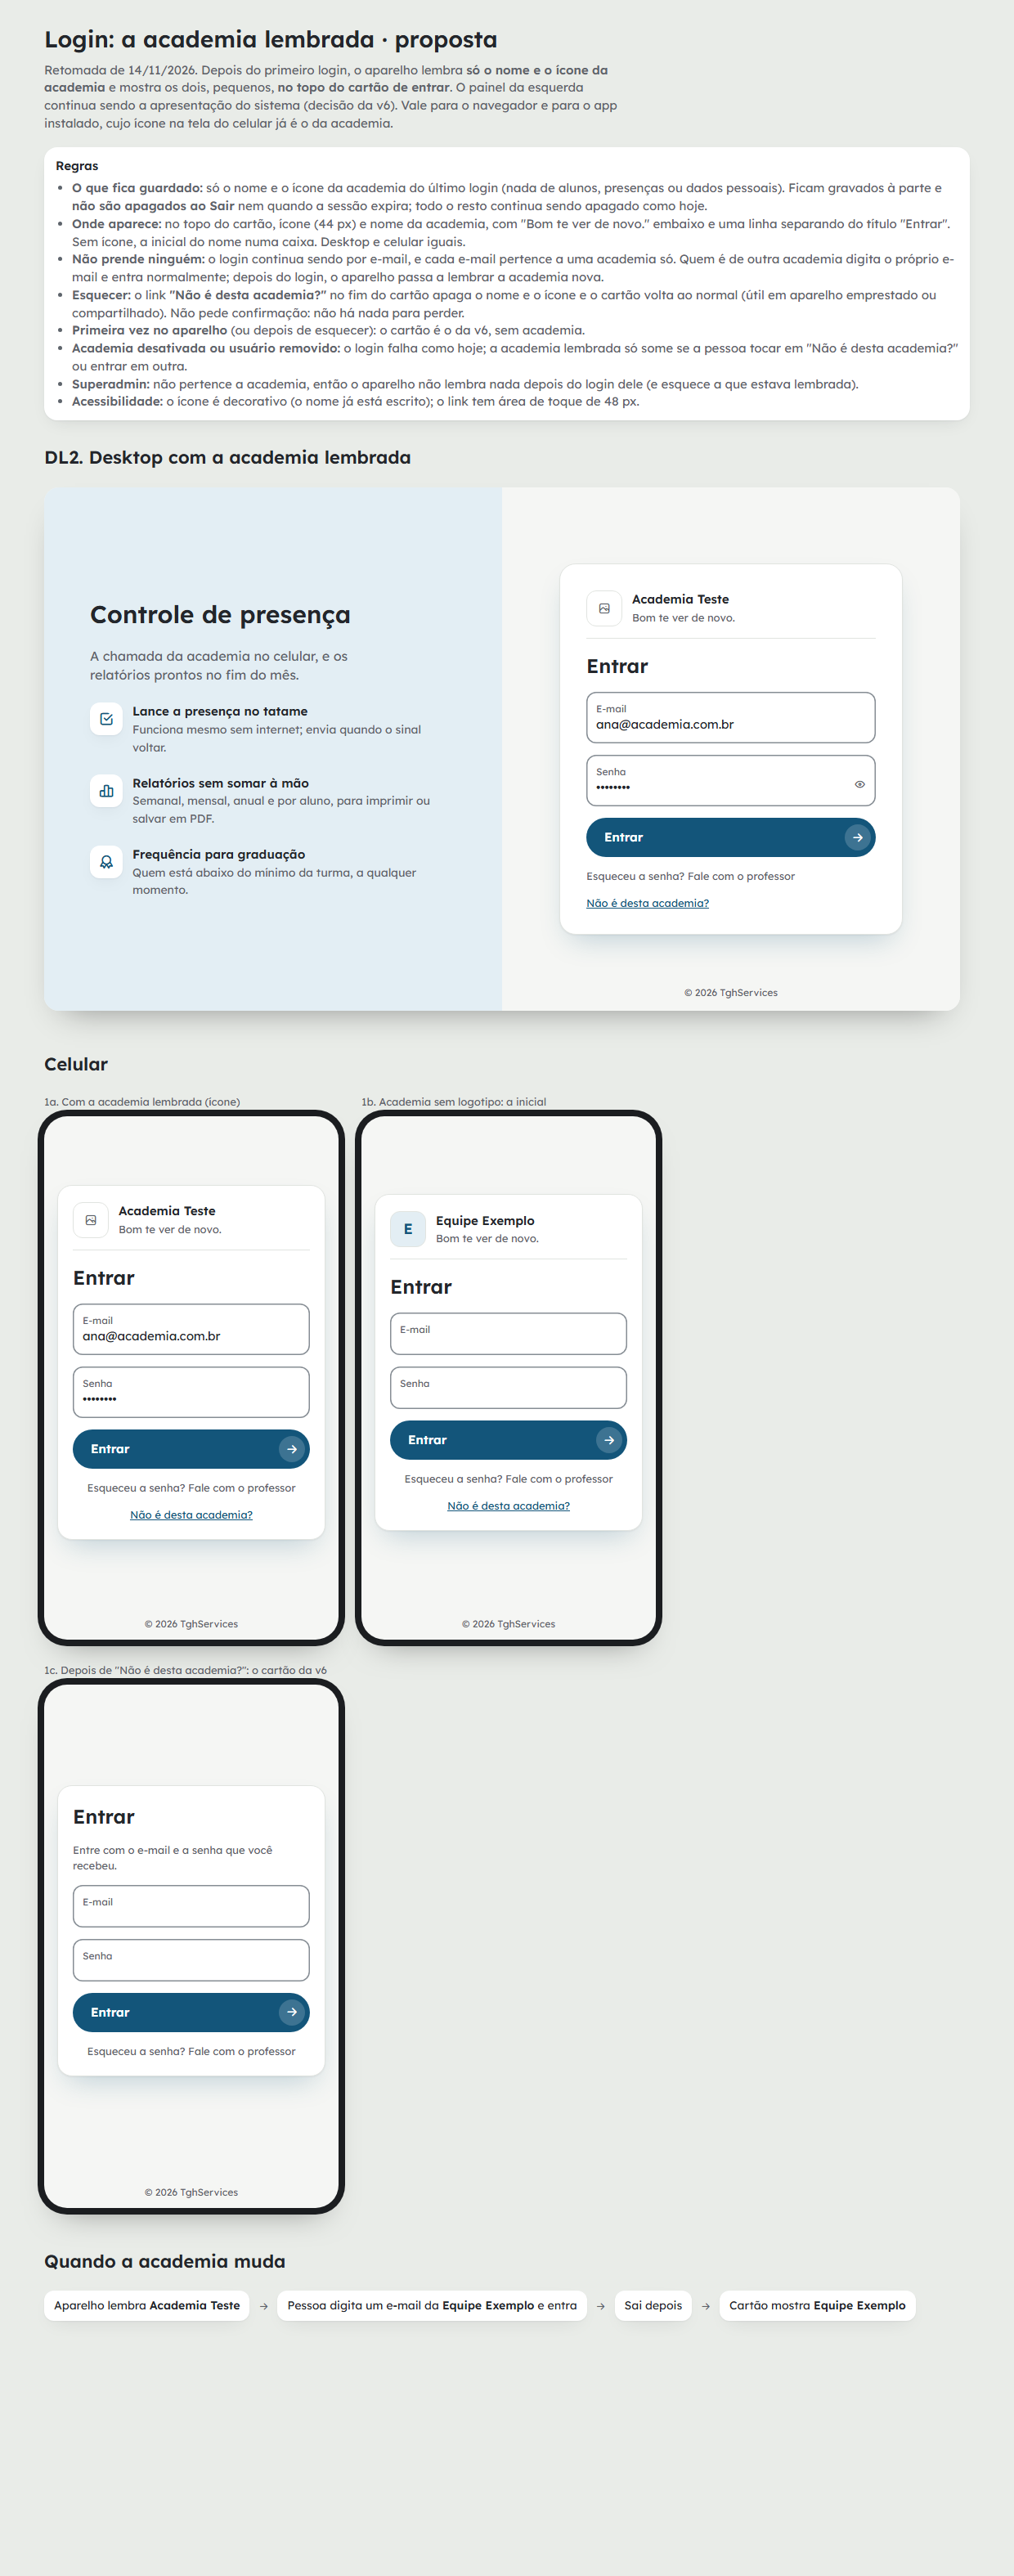 Login: a academia lembrada · proposta
Retomada de 14/11/2026. Depois do primeiro login, o aparelho lembra só o nome e o ícone da
academia e mostra os dois, pequenos, no topo do cartão de entrar. O painel da esquerda
continua sendo a apresentação do sistema (decisão da v6). Vale para o navegador e para o app
instalado, cujo ícone na tela do celular já é o da academia.
Regras
• O que fica guardado: só o nome e o ícone da academia do último login (nada de alunos, presenças ou dados pessoais). Ficam gravados à parte e
não são apagados ao Sair nem quando a sessão expira; todo o resto continua sendo apagado como hoje.
• Onde aparece: no topo do cartão, ícone (44 px) e nome da academia, com "Bom te ver de novo." embaixo e uma linha separando do título "Entrar".
Sem ícone, a inicial do nome numa caixa. Desktop e celular iguais.
• Não prende ninguém: o login continua sendo por e-mail, e cada e-mail pertence a uma academia só. Quem é de outra academia digita o próprio e-
mail e entra normalmente; depois do login, o aparelho passa a lembrar a academia nova.
• Esquecer: o link "Não é desta academia?" no fim do cartão apaga o nome e o ícone e o cartão volta ao normal (útil em aparelho emprestado ou
compartilhado). Não pede confirmação: não há nada para perder.
• Primeira vez no aparelho (ou depois de esquecer): o cartão é o da v6, sem academia.
• Academia desativada ou usuário removido: o login falha como hoje; a academia lembrada só some se a pessoa tocar em "Não é desta academia?"
ou entrar em outra.
• Superadmin: não pertence a academia, então o aparelho não lembra nada depois do login dele (e esquece a que estava lembrada).
• Acessibilidade: o ícone é decorativo (o nome já está escrito); o link tem área de toque de 48 px.
DL2. Desktop com a academia lembrada
Controle de presença
A chamada da academia no celular, e os
relatórios prontos no fim do mês.
Lance a presença no tatame
Funciona mesmo sem internet; envia quando o sinal
voltar.
Relatórios sem somar à mão
Semanal, mensal, anual e por aluno, para imprimir ou
salvar em PDF.
Frequência para graduação
Quem está abaixo do mínimo da turma, a qualquer
momento.
Academia Teste
Bom te ver de novo.
Entrar
E-mail
ana@academia.com.br
Senha
••••••••
Entrar
Esqueceu a senha? Fale com o professor
Não é desta academia?
© 2026 TghServices
Celular
1a. Com a academia lembrada (ícone)
Academia Teste
Bom te ver de novo.
Entrar
E-mail
ana@academia.com.br
Senha
••••••••
Entrar
Esqueceu a senha? Fale com o professor
Não é desta academia?
© 2026 TghServices
1b. Academia sem logotipo: a inicial
E
Equipe Exemplo
Bom te ver de novo.
Entrar
E-mail
Senha
Entrar
Esqueceu a senha? Fale com o professor
Não é desta academia?
© 2026 TghServices
1c. Depois de "Não é desta academia?": o cartão da v6
Entrar
Entre com o e-mail e a senha que você
recebeu.
E-mail
Senha
Entrar
Esqueceu a senha? Fale com o professor
© 2026 TghServices
Quando a academia muda
Aparelho lembra Academia Teste → Pessoa digita um e-mail da Equipe Exemplo e entra → Sai depois → Cartão mostra Equipe Exemplo